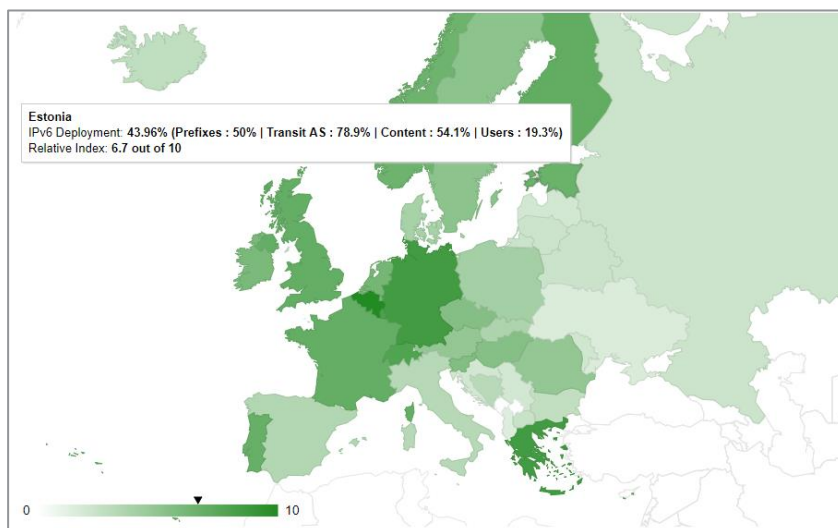 Estonia
IPv6 Deployment: 43.96% (Prefixes : 50% | Transit AS : 78.9% | Content : 54.1% | Users : 19.3%)
Relative Index: 6.7 out of 10
0 10